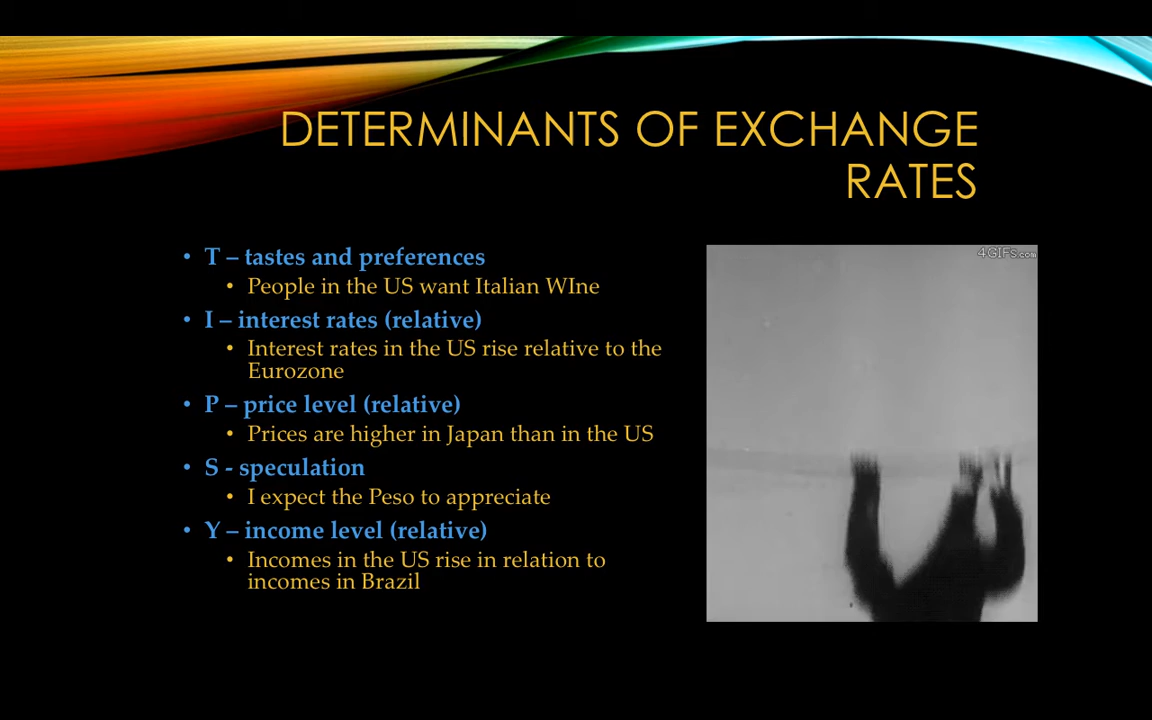 DETERMINANTS OF EXCHANGE
RATES
• T – tastes and preferences
• People in the US want Italian WIne
• I – interest rates (relative)
• Interest rates in the US rise relative to the
Eurozone
• P – price level (relative)
• Prices are higher in Japan than in the US
• S - speculation
• I expect the Peso to appreciate
• Y – income level (relative)
• Incomes in the US rise in relation to
incomes in Brazil
4GIFs.com